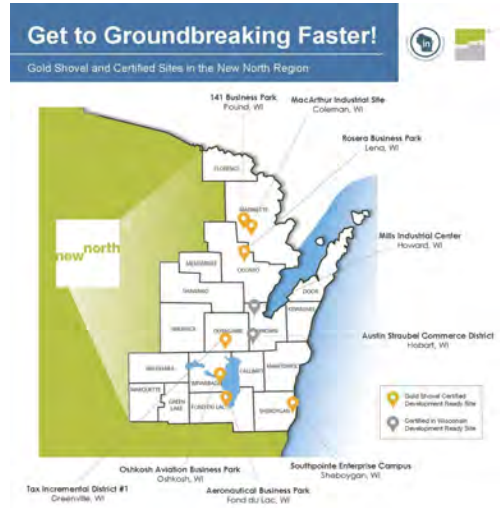 Get to Groundbreaking Faster!
Gold Shovel and Certified Sites in the New North Region
in
141 Business Park
Pound, WI
MacArthur Industrial Site
Coleman, WI
Rosera Business Park
Lena, WI
FLORENCE
MARINETTE
new north
Mills Industrial Center
Howard, WI
MENOMINEE
OCONTO
SHAWANO
DOOR
KEWAUNEE
WAUPACA
OUTAGAMIE
BROWN
Austin Straubel Commerce District
Hobart, WI
WAUSHARA
WINNEBAGO
CALUMET
MANITOWOC
MARQUETTE
GREEN
LAKE
FOND DU LAC
SHEBOYGAN
Gold Shovel Certified
Development Ready Site
Certified in Wisconsin
Development Ready Site
Oshkosh Aviation Business Park
Oshkosh, WI
Southpointe Enterprise Campus
Sheboygan, WI
Tax Incremental District #1
Greenville, WI
Aeronautical Business Park
Fond du Lac, WI